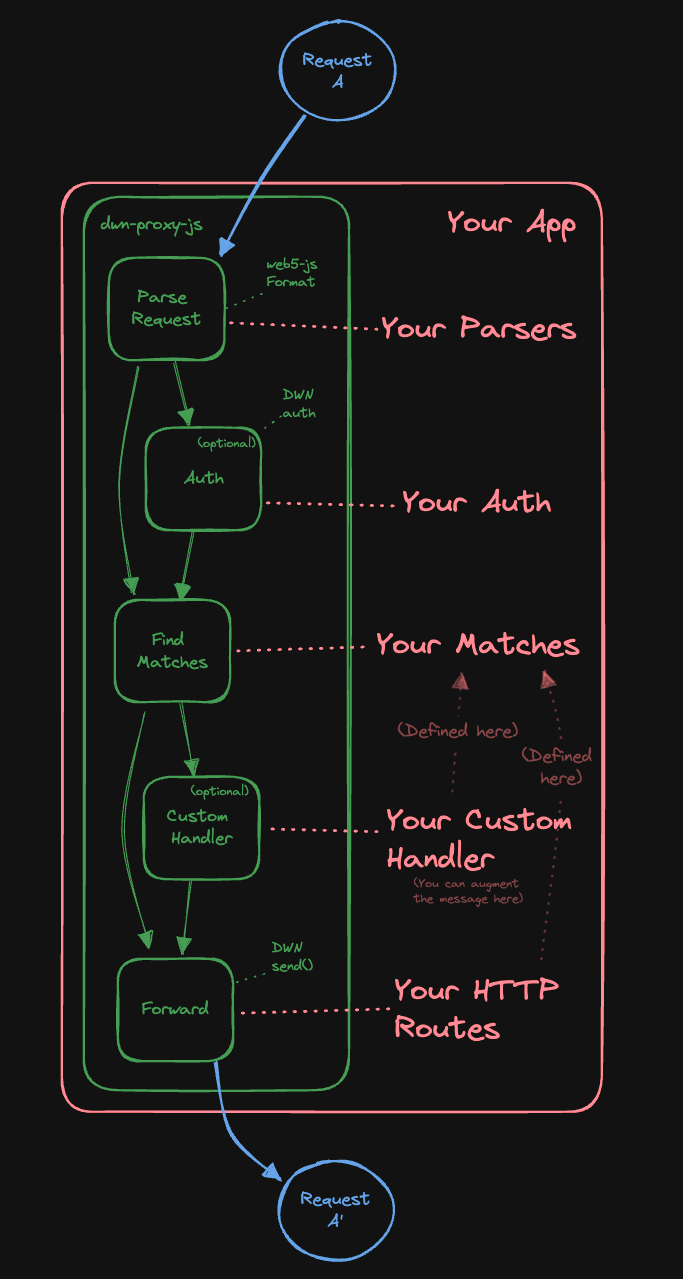 Request
A
dwn-proxy-js
Your App
web5-js
Format
Parse
Request
Your Parsers
DWN
auth
(optional)
Auth
Your Auth
Find
Matches
Your Matches
(Defined here)
(Defined
here)
(optional)
Custom
Handler
Your Custom
Handler
(You can augment
the message here)
DWN
send()
Forward
Your HTTP
Routes
Request
A'